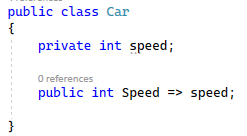 public class Car
{
private int speed;
0 references
public int Speed => speed;
}